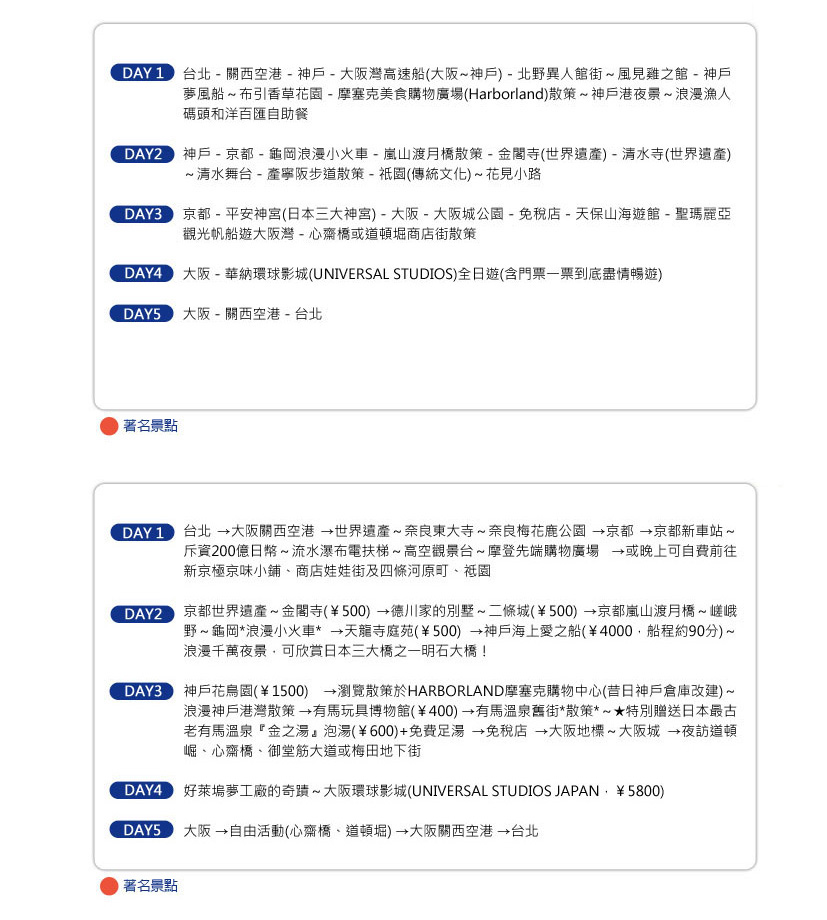 DAY 1 台北 - 關西空港 - 神戶 - 大阪灣高速船(大阪~神戶) - 北野異人館街~風見雞之館 - 神戶
夢風船~布引香草花園 - 摩塞克美食購物廣場(Harborland)散策~神戶港夜景~浪漫漁人
碼頭和洋百匯自助餐
DAY2 神戶 - 京都 - 龜岡浪漫小火車 - 嵐山渡月橋散策 - 金閣寺(世界遺產) - 清水寺(世界遺產)
~清水舞台 - 產寧阪步道散策 - 祇園(傳統文化)~花見小路
DAY3 京都 - 平安神宮(日本三大神宮) - 大阪 - 大阪城公園 - 免稅店 - 天保山海遊館 - 聖瑪麗亞
觀光帆船遊大阪灣 - 心齋橋或道頓堀商店街散策
DAY4 大阪 - 華納環球影城(UNIVERSAL STUDIOS)全日遊(含門票一票到底盡情暢遊)
DAY5 大阪 - 關西空港 - 台北
著名景點
DAY 1 台北 →大阪關西空港 →世界遺產~奈良東大寺~奈良梅花鹿公園 →京都 →京都新車站~
斥資200億日幣~流水瀑布電扶梯~高空觀景台~摩登先端購物廣場 →或晚上可自費前往
新京極京味小舖、商店娃娃街及四條河原町、祇園
DAY2 京都世界遺產~金閣寺(¥500) →德川家的別墅~二條城(¥500) →京都嵐山渡月橋~嵯峨
野~龜岡*浪漫小火車* →天龍寺庭苑(¥500) →神戶海上愛之船(¥4000,船程約90分)~
浪漫千萬夜景,可欣賞日本三大橋之一明石大橋!
DAY3 神戶花鳥園(¥1500) →瀏覽散策於HARBORLAND摩塞克購物中心(昔日神戶倉庫改建)~
浪漫神戶港灣散策 →有馬玩具博物館(¥400) →有馬溫泉舊街*散策*~★特別贈送日本最古
老有馬溫泉『金之湯』泡湯(¥600)+免費足湯 →免稅店 →大阪地標~大阪城 →夜訪道頓
崛、心齋橋、御堂筋大道或梅田地下街
DAY4 好萊塢夢工廠的奇蹟~大阪環球影城(UNIVERSAL STUDIOS JAPAN,¥5800)
DAY5 大阪 →自由活動(心齋橋、道頓堀) →大阪關西空港 →台北
著名景點